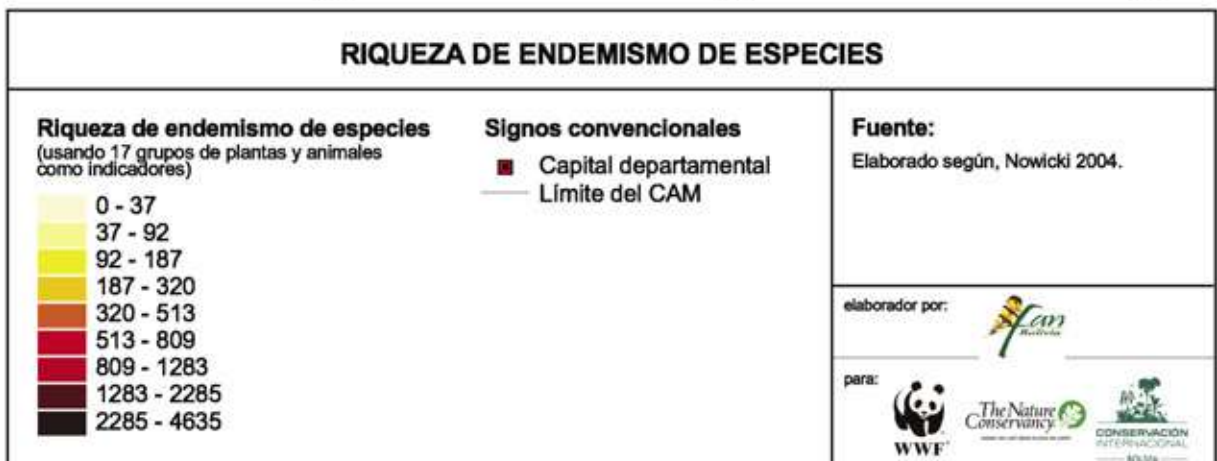 RIQUEZA DE ENDEMISMO DE ESPECIES
Riqueza de endemismo de especies
(usando 17 grupos de plantas y animales
como indicadores)
0 - 37
37 - 92
92 - 187
187 - 320
320 - 513
513 - 809
809 - 1283
1283 - 2285
2285 - 4635
Signos convencionales
Capital departamental
Límite del CAM
Fuente:
Elaborado según, Nowicki 2004.
elaborador por:
fan
Bolivia
para:
WWF
The Nature
Conservancy
CONSERVACIÓN
INTERNACIONAL
BOLIVIA